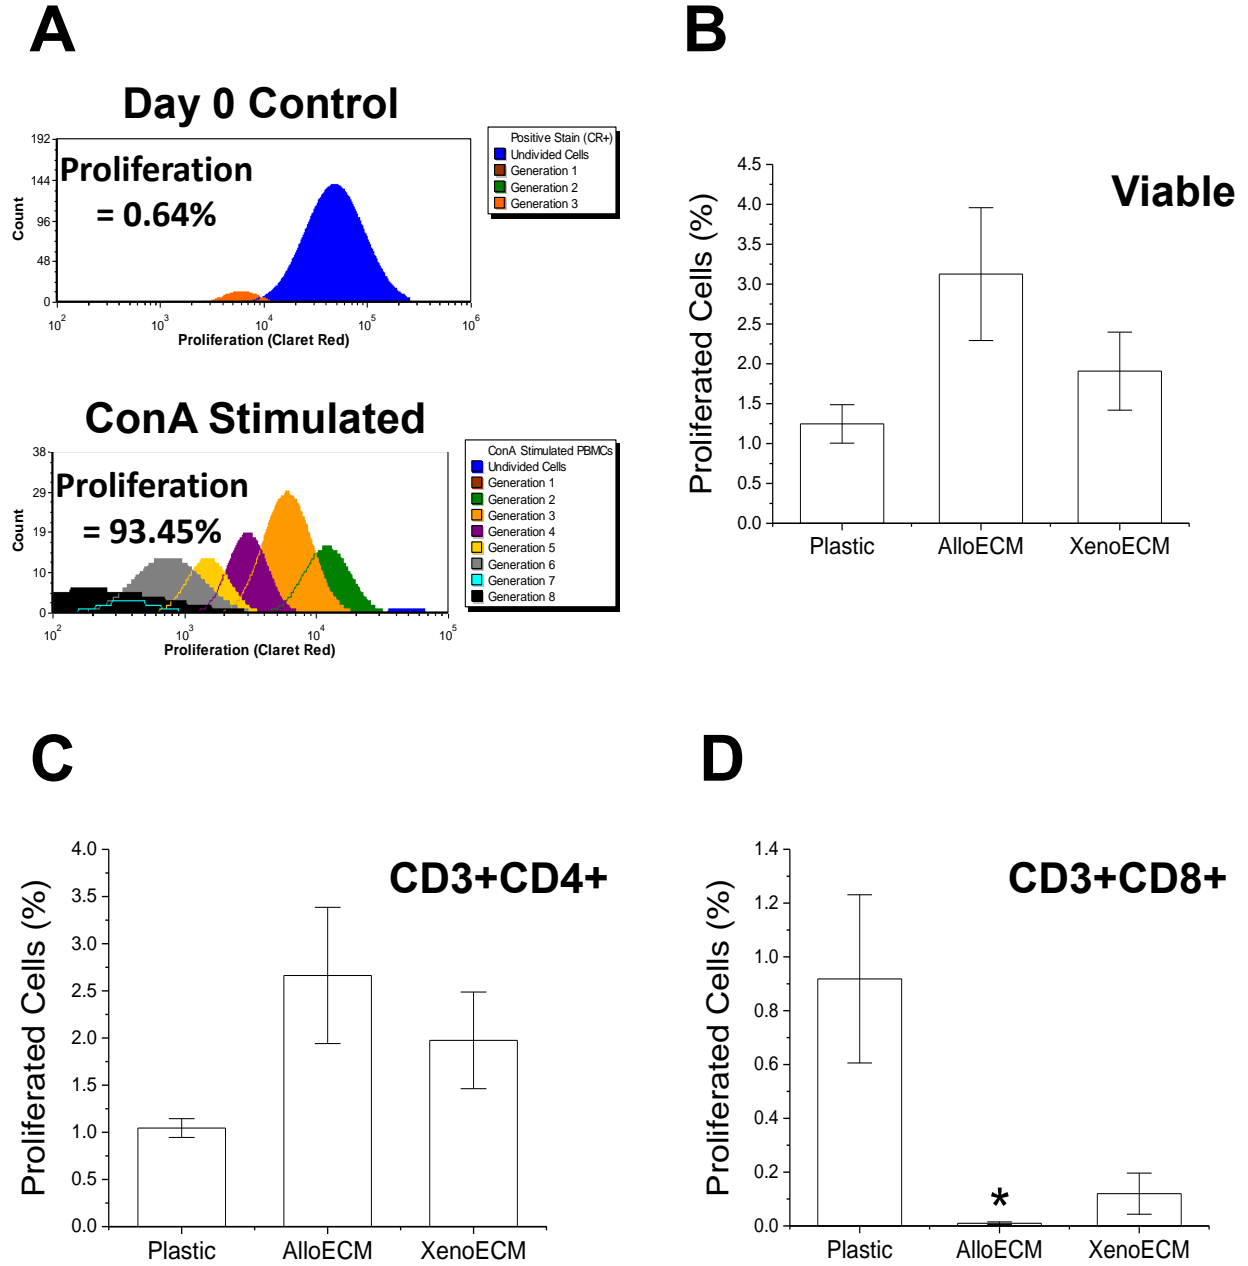 A
Day 0 Control
Proliferation
= 0.64%
192
144
96
48
0
Count
10^2
10^3
10^4
10^5
10^6
Proliferation (Claret Red)
Positive Stain (CR+)
Undivided Cells
Generation 1
Generation 2
Generation 3
ConA Stimulated
Proliferation
= 93.45%
38
29
19
10
0
Count
10^2
10^3
10^4
10^5
Proliferation (Claret Red)
ConA Stimulated PBMCs
Undivided Cells
Generation 1
Generation 2
Generation 3
Generation 4
Generation 5
Generation 6
Generation 7
Generation 8
B
Viable
Proliferated Cells (%)
4.5
4.0
3.5
3.0
2.5
2.0
1.5
1.0
0.5
0.0
Plastic
AlloECM
XenoECM
C
CD3+CD4+
Proliferated Cells (%)
4.0
3.5
3.0
2.5
2.0
1.5
1.0
0.5
0.0
Plastic
AlloECM
XenoECM
D
CD3+CD8+
Proliferated Cells (%)
1.4
1.2
1.0
0.8
0.6
0.4
0.2
0.0
*
Plastic
AlloECM
XenoECM